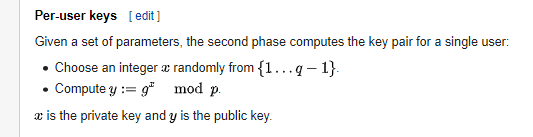 Per-user keys [ edit ]
Given a set of parameters, the second phase computes the key pair for a single user:
• Choose an integer x randomly from {1 . . . q − 1}.
• Compute y := gˣ mod p.
x is the private key and y is the public key.